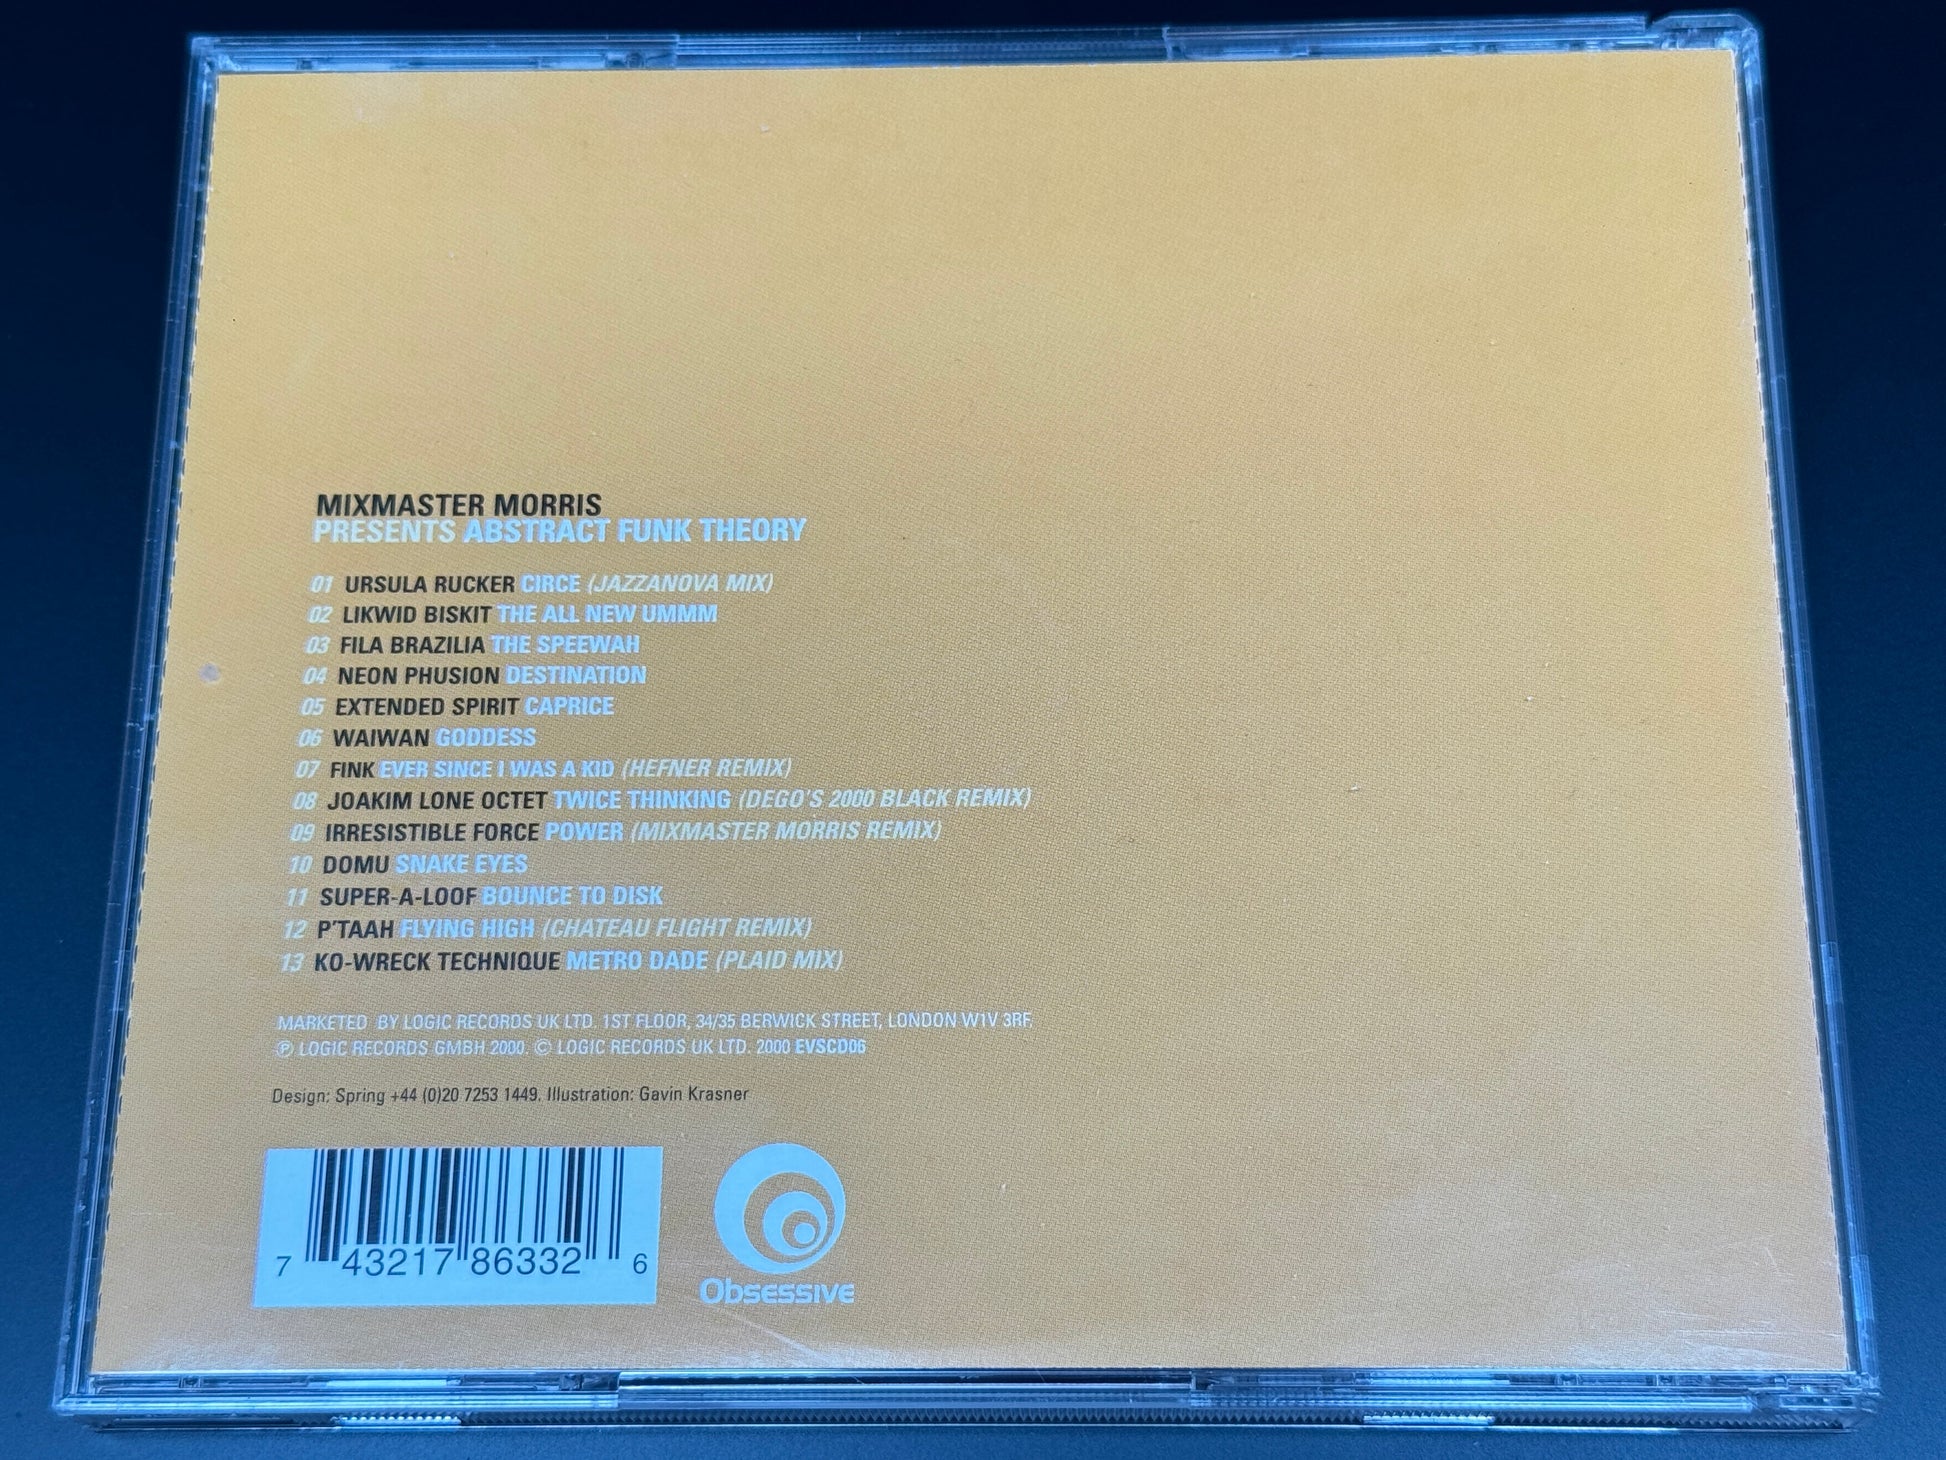 MIXMASTER MORRIS
PRESENTS ABSTRACT FUNK THEORY
01 URSULA RUCKER CIRCE (JAZZANOVA MIX)
02 LIKWID BISKIT THE ALL NEW UMMM
03 FILA BRAZILIA THE SPEEWAH
04 NEON PHUSION DESTINATION
05 EXTENDED SPIRIT CAPRICE
06 WAIWAN GODDESS
07 FINK EVER SINCE I WAS A KID (HEFNER REMIX)
08 JOAKIM LONE OCTET TWICE THINKING (DEGO'S 2000 BLACK REMIX)
09 IRRESISTIBLE FORCE POWER (MIXMASTER MORRIS REMIX)
10 DOMU SNAKE EYES
11 SUPER-A-LOOF BOUNCE TO DISK
12 P'TAAH FLYING HIGH (CHATEAU FLIGHT REMIX)
13 KO-WRECK TECHNIQUE METRO DADE (PLAID MIX)
MARKETED BY LOGIC RECORDS UK LTD. 1ST FLOOR, 34/35 BERWICK STREET, LONDON W1V 3RF.
℗ LOGIC RECORDS GMBH 2000. © LOGIC RECORDS UK LTD. 2000 EVSCD06
Design: Spring +44 (0)20 7253 1449. Illustration: Gavin Krasner
7 43217 86332 6
Obsessive